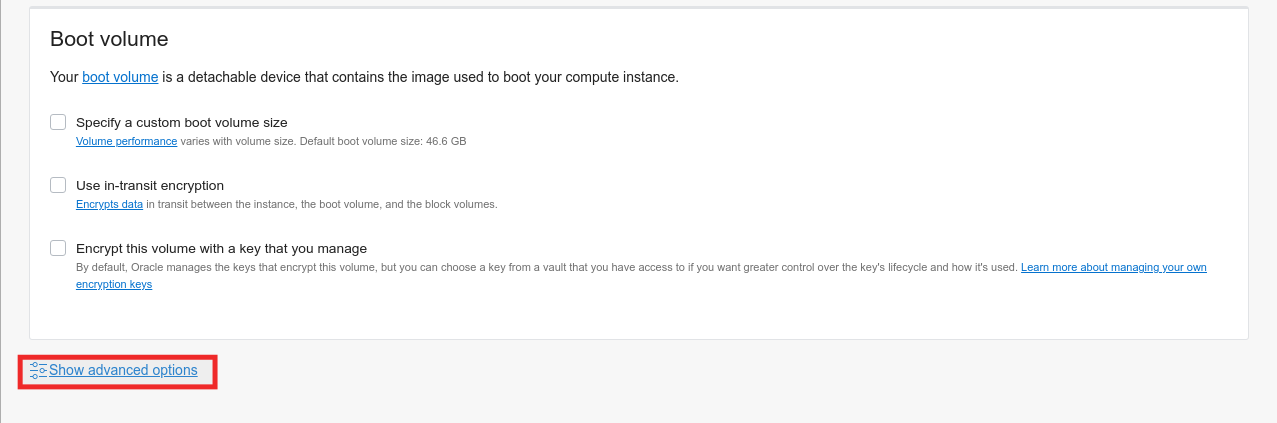 Boot volume
Your boot volume is a detachable device that contains the image used to boot your compute instance.
Specify a custom boot volume size
Volume performance varies with volume size. Default boot volume size: 46.6 GB
Use in-transit encryption
Encrypts data in transit between the instance, the boot volume, and the block volumes.
Encrypt this volume with a key that you manage
By default, Oracle manages the keys that encrypt this volume, but you can choose a key from a vault that you have access to if you want greater control over the key's lifecycle and how it's used. Learn more about managing your own
encryption keys
Show advanced options